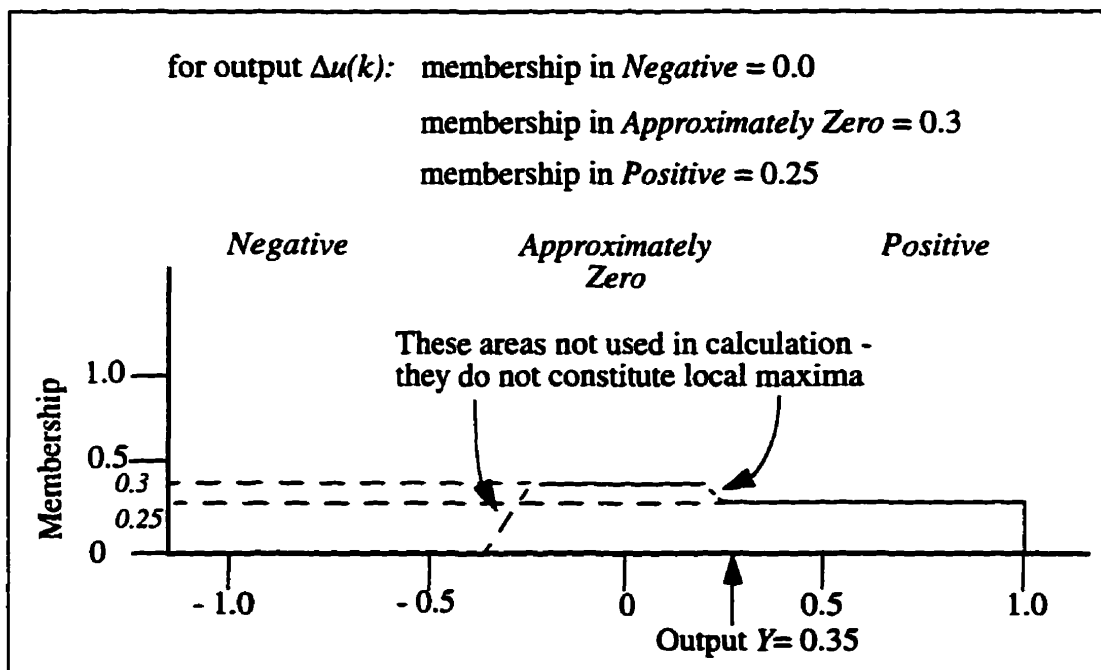 for output Δu(k): membership in Negative = 0.0
membership in Approximately Zero = 0.3
membership in Positive = 0.25
Negative Approximately Positive
Zero
These areas not used in calculation -
they do not constitute local maxima
Membership
1.0
0.5
0.3
0.25
0
- 1.0 - 0.5 0 0.5 1.0
Output Y= 0.35